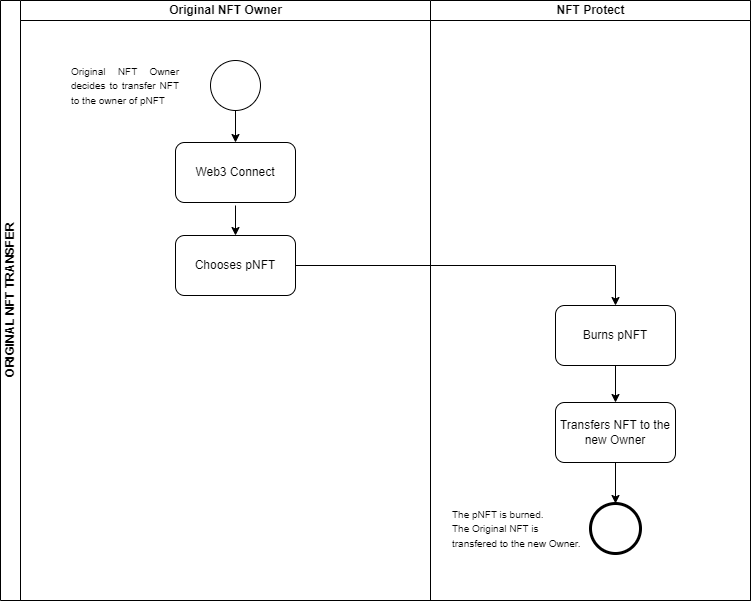 Original NFT Owner
NFT Protect
ORIGINAL NFT TRANSFER
Original NFT Owner
decides to transfer NFT
to the owner of pNFT
Web3 Connect
Chooses pNFT
Burns pNFT
Transfers NFT to the
new Owner
The pNFT is burned.
The Original NFT is
transfered to the new Owner.